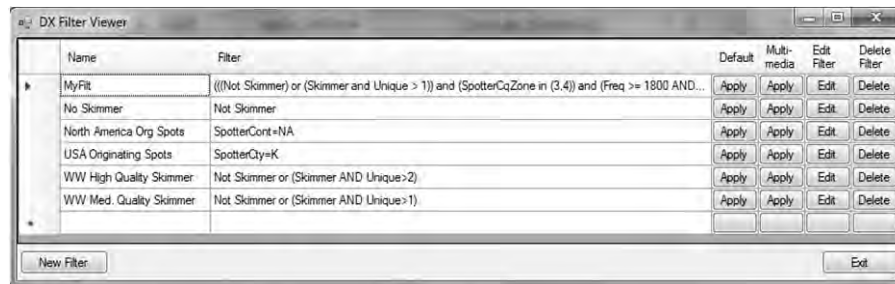 DX Filter Viewer
Name Filter Default Multi-media Edit Filter Delete Filter
MyFilt (((Not Skimmer) or (Skimmer and Unique > 1)) and (SpotterCqZone in (3,4)) and (Freq >= 1800 AND... Apply Apply Edit Delete
No Skimmer Not Skimmer Apply Apply Edit Delete
North America Org Spots SpotterCont=NA Apply Apply Edit Delete
USA Originating Spots SpotterCty=K Apply Apply Edit Delete
WW High Quality Skimmer Not Skimmer or (Skimmer AND Unique>2) Apply Apply Edit Delete
WW Med. Quality Skimmer Not Skimmer or (Skimmer AND Unique>1) Apply Apply Edit Delete
New Filter Exit